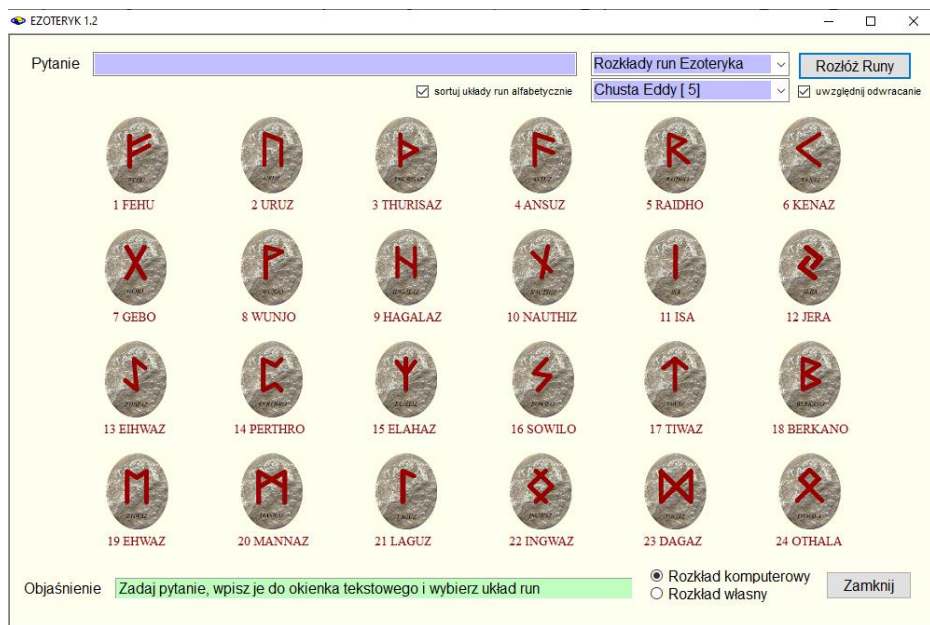 EZOTERYK 1.2
Pytanie
Rozkłady run Ezoteryka
Rozłóż Runy
sortuj układy run alfabetycznie
Chusta Eddy [ 5]
uwzględnij odwracanie
1 FEHU 2 URUZ 3 THURISAZ 4 ANSUZ 5 RAIDHO 6 KENAZ
7 GEBO 8 WUNJO 9 HAGALAZ 10 NAUTHIZ 11 ISA 12 JERA
13 EIHWAZ 14 PERTHRO 15 ELAHAZ 16 SOWILO 17 TIWAZ 18 BERKANO
19 EHWAZ 20 MANNAZ 21 LAGUZ 22 INGWAZ 23 DAGAZ 24 OTHALA
Objaśnienie
Zadaj pytanie, wpisz je do okienka tekstowego i wybierz układ run
Rozkład komputerowy
Rozkład własny
Zamknij